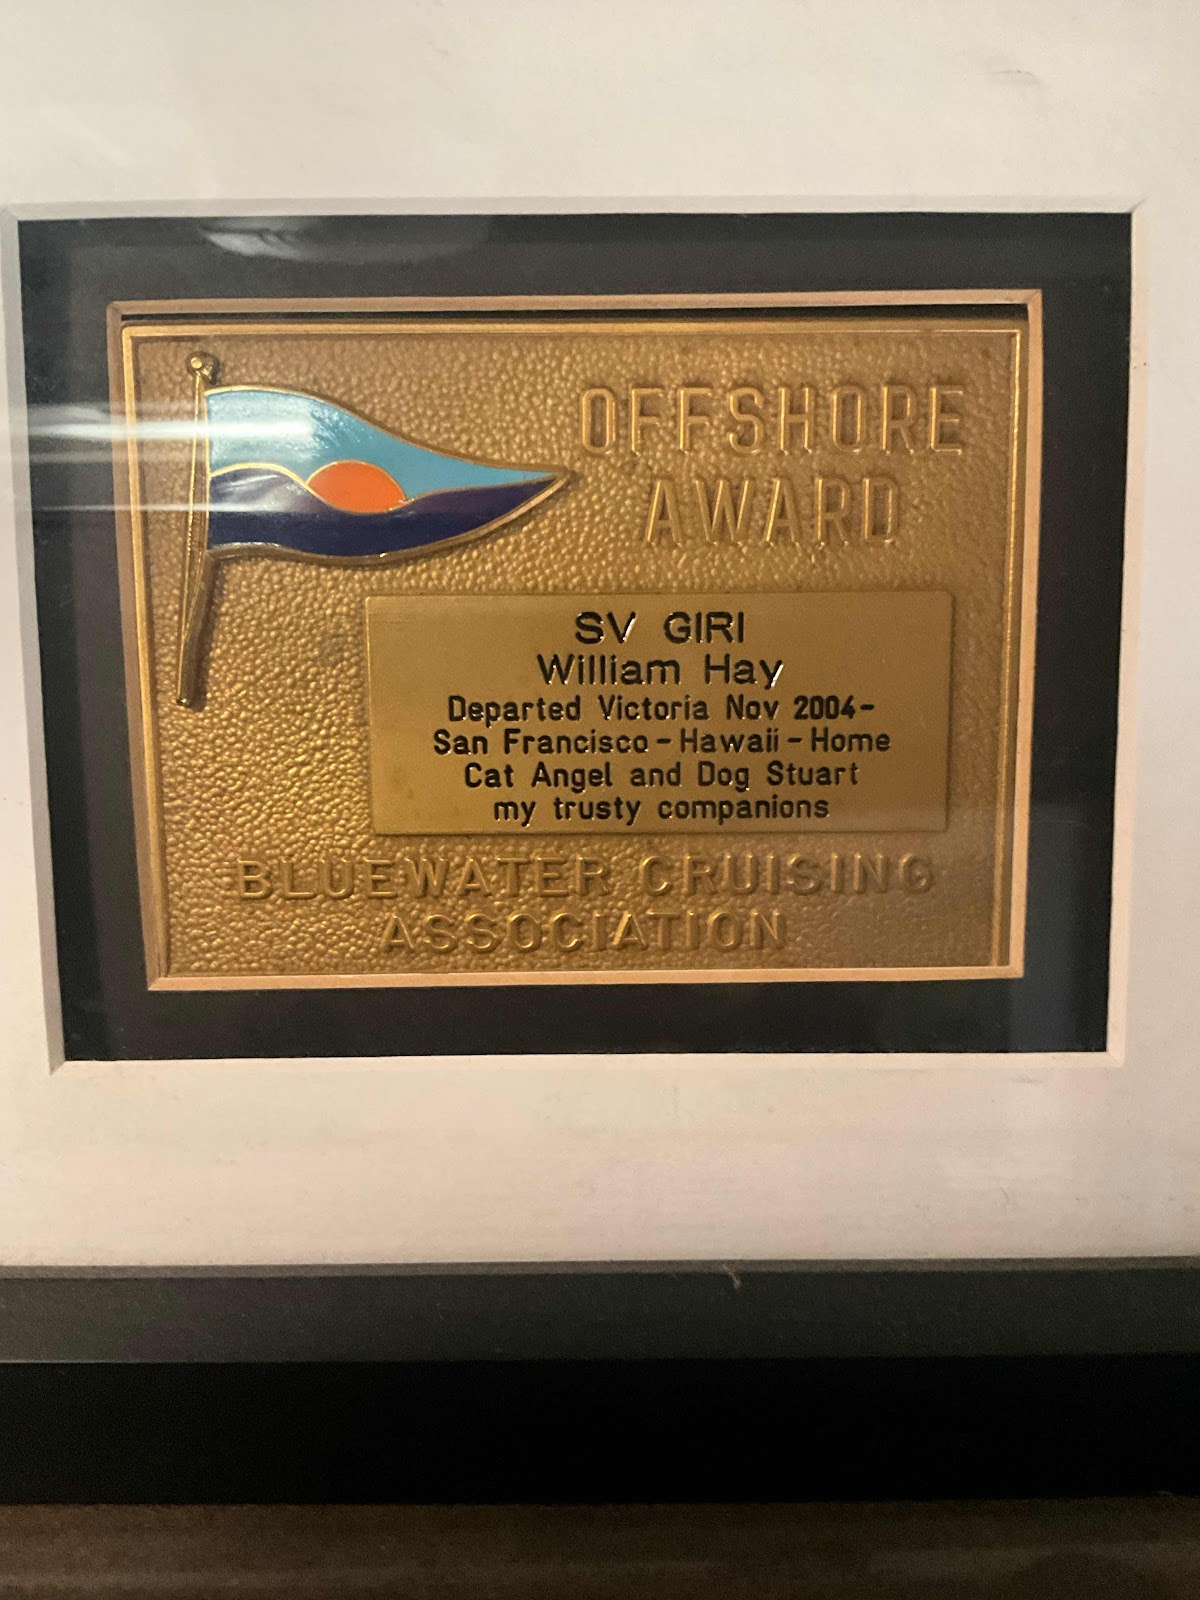 OFFSHORE
AWARD
SV GIRI
William Hay
Departed Victoria Nov 2004-
San Francisco - Hawaii - Home
Cat Angel and Dog Stuart
my trusty companions
BLUEWATER CRUISING
ASSOCIATION